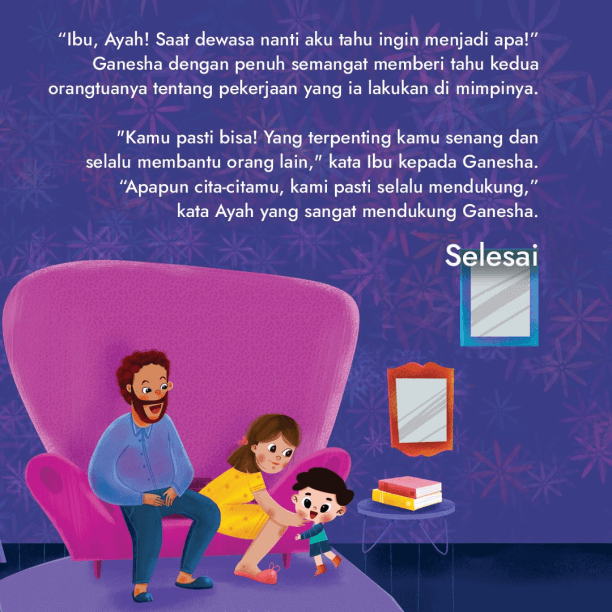 “Ibu, Ayah! Saat dewasa nanti aku tahu ingin menjadi apa!”
Ganesha dengan penuh semangat memberi tahu kedua
orangtuanya tentang pekerjaan yang ia lakukan di mimpinya.
"Kamu pasti bisa! Yang terpenting kamu senang dan
selalu membantu orang lain," kata Ibu kepada Ganesha.
“Apapun cita-citamu, kami pasti selalu mendukung,”
kata Ayah yang sangat mendukung Ganesha.
Selesai